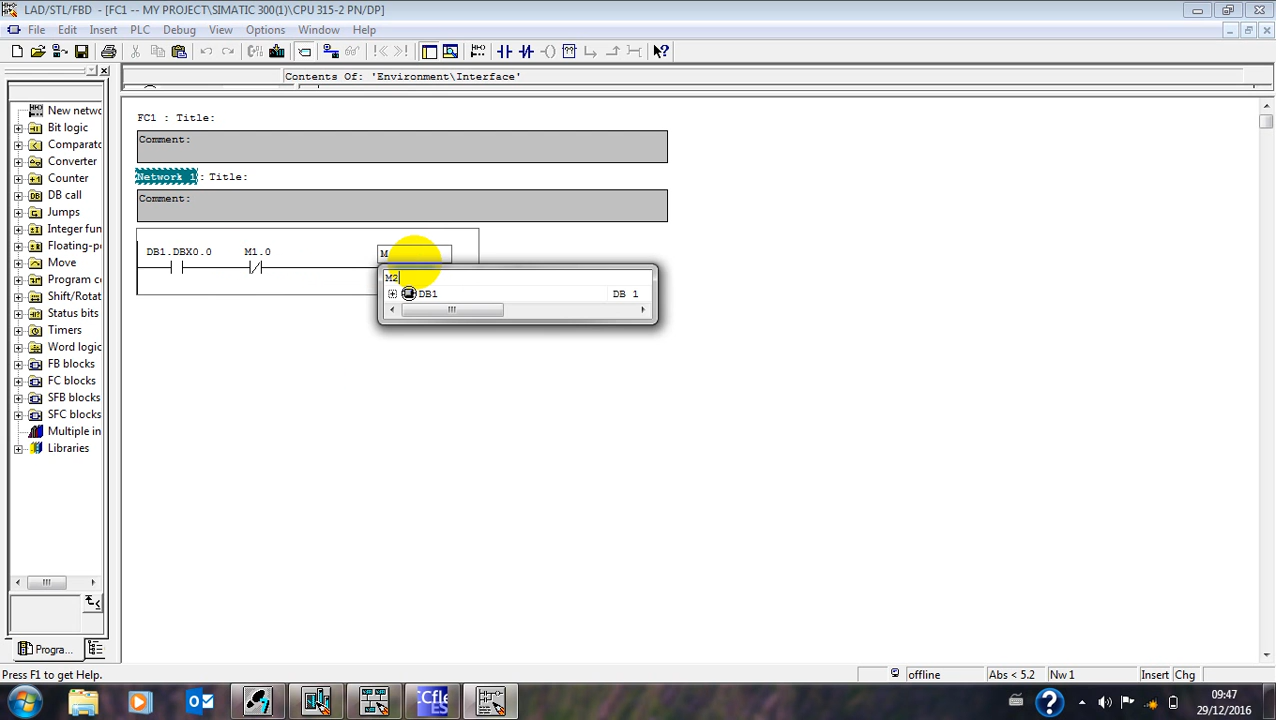 LAD/STL/FBD - [FC1 -- MY PROJECT\SIMATIC 300(1)\CPU 315-2 PN/DP]
File Edit Insert PLC Debug View Options Window Help
Contents Of: 'Environment\Interface'
New netwo
Bit logic
Comparato
Converter
Counter
DB call
Jumps
Integer fun
Floating-p
Move
Program c
Shift/Rotat
Status bits
Timers
Word logic
FB blocks
FC blocks
SFB blocks
SFC blocks
Multiple in
Libraries
FC1 : Title:
Comment:
Network 1: Title:
Comment:
DB1.DBX0.0 M1.0 M
M2
DB1 DB 1
Progra...
Press F1 to get Help.
offline Abs < 5.2 Nw 1 Insert Chg
09:47
29/12/2016